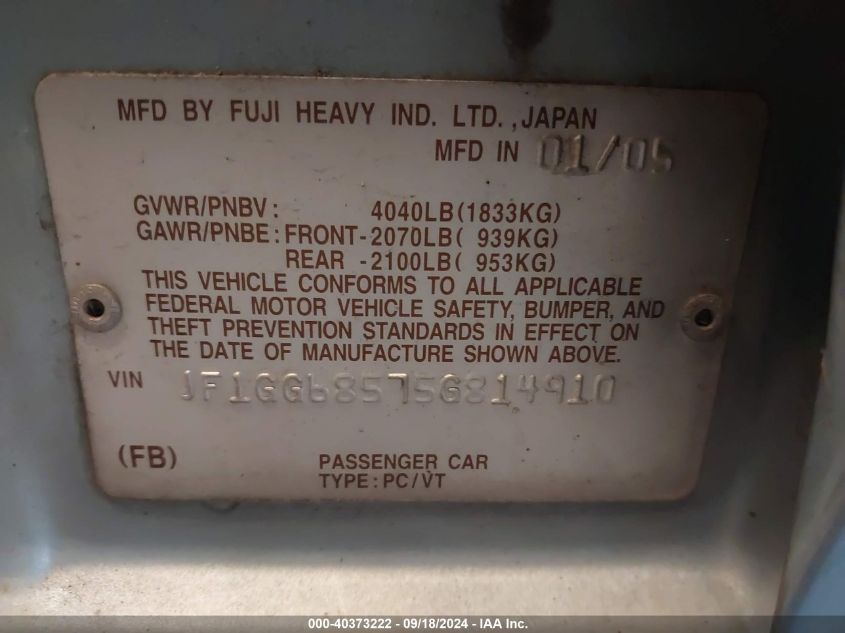 MFD BY FUJI HEAVY IND. LTD.,JAPAN
MFD IN 01/05
GVWR/PNBV: 4040LB(1833KG)
GAWR/PNBE: FRONT-2070LB( 939KG)
REAR -2100LB( 953KG)
THIS VEHICLE CONFORMS TO ALL APPLICABLE
FEDERAL MOTOR VEHICLE SAFETY, BUMPER, AND
THEFT PREVENTION STANDARDS IN EFFECT ON
THE DATE OF MANUFACTURE SHOWN ABOVE.
VIN JF1GG68575G814910
(FB) PASSENGER CAR
TYPE:PC/VT
000-40373222 - 09/18/2024 - IAA Inc.